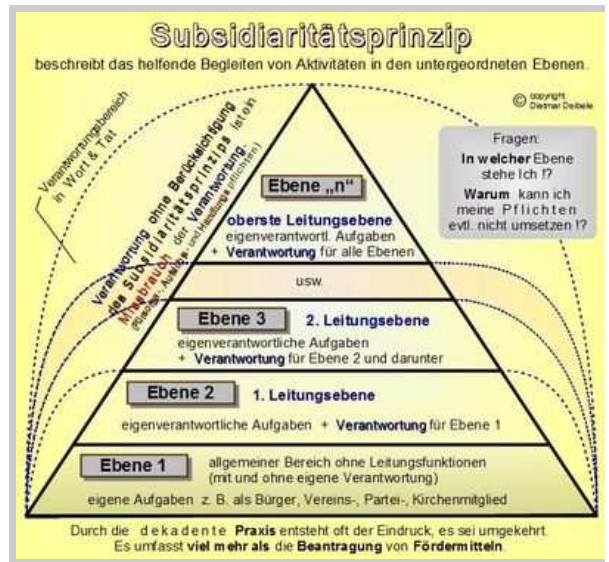 Subsidiaritätsprinzip
beschreibt das helfende Begleiten von Aktivitäten in den untergeordneten Ebenen.
© copyright
Dietmar Deibele
Verantwortungsbereich
in Wort & Tat
Verantwortung ohne Berücksichtigung
des Subsidiaritätsprinzips ist ein
Missbrauch der Verantwortung
und Handlungspflichten)
Fragen:
In welcher Ebene
stehe Ich !?
Warum kann ich
meine Pflichten
evtl. nicht umsetzen !?
Ebene „n"
oberste Leitungsebene
eigenverantwortl. Aufgaben
+ Verantwortung für alle Ebenen
usw.
Ebene 3 2. Leitungsebene
eigenverantwortliche Aufgaben
+ Verantwortung für Ebene 2 und darunter
Ebene 2 1. Leitungsebene
eigenverantwortliche Aufgaben + Verantwortung für Ebene 1
Ebene 1 allgemeiner Bereich ohne Leitungsfunktionen
(mit und ohne eigene Verantwortung)
eigene Aufgaben z. B. als Bürger, Vereins-, Partei-, Kirchenmitglied
Durch die dekadente Praxis entsteht oft der Eindruck, es sei umgekehrt.
Es umfasst viel mehr als die Beantragung von Fördermitteln.